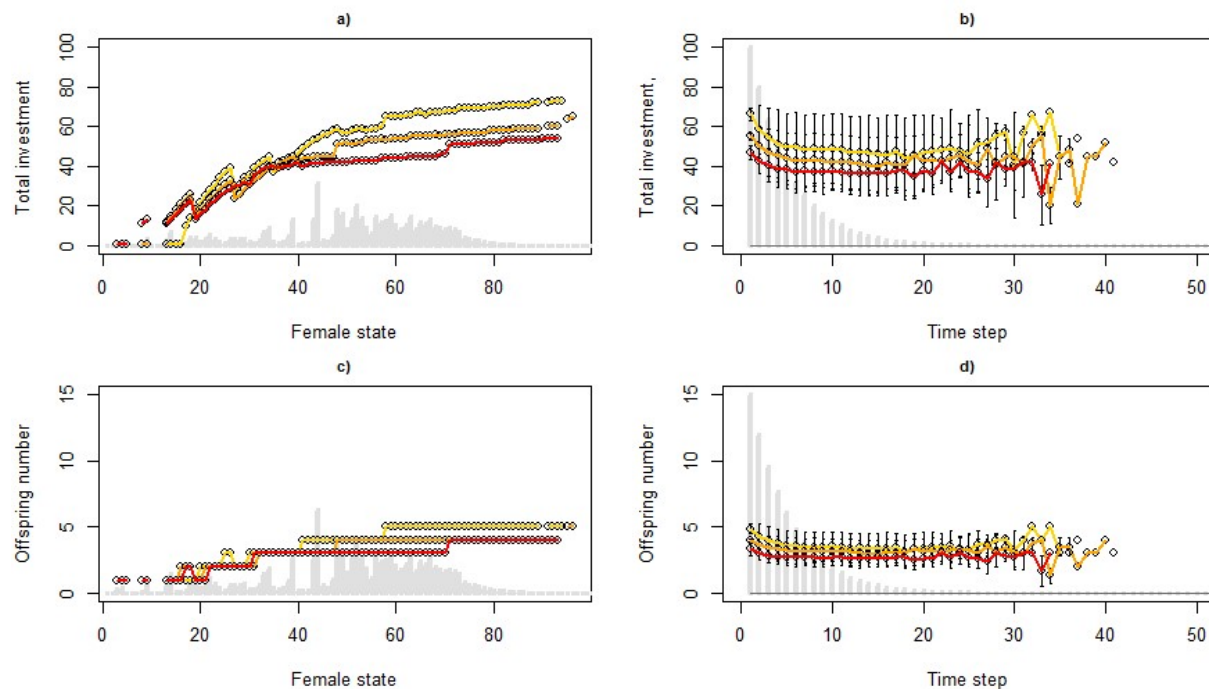 a)
Total investment
100
80
60
40
20
0
0 20 40 60 80
Female state
b)
Total investment,
100
80
60
40
20
0
0 10 20 30 40 50
Time step
c)
Offspring number
15
10
5
0
0 20 40 60 80
Female state
d)
Offspring number
15
10
5
0
0 10 20 30 40 50
Time step